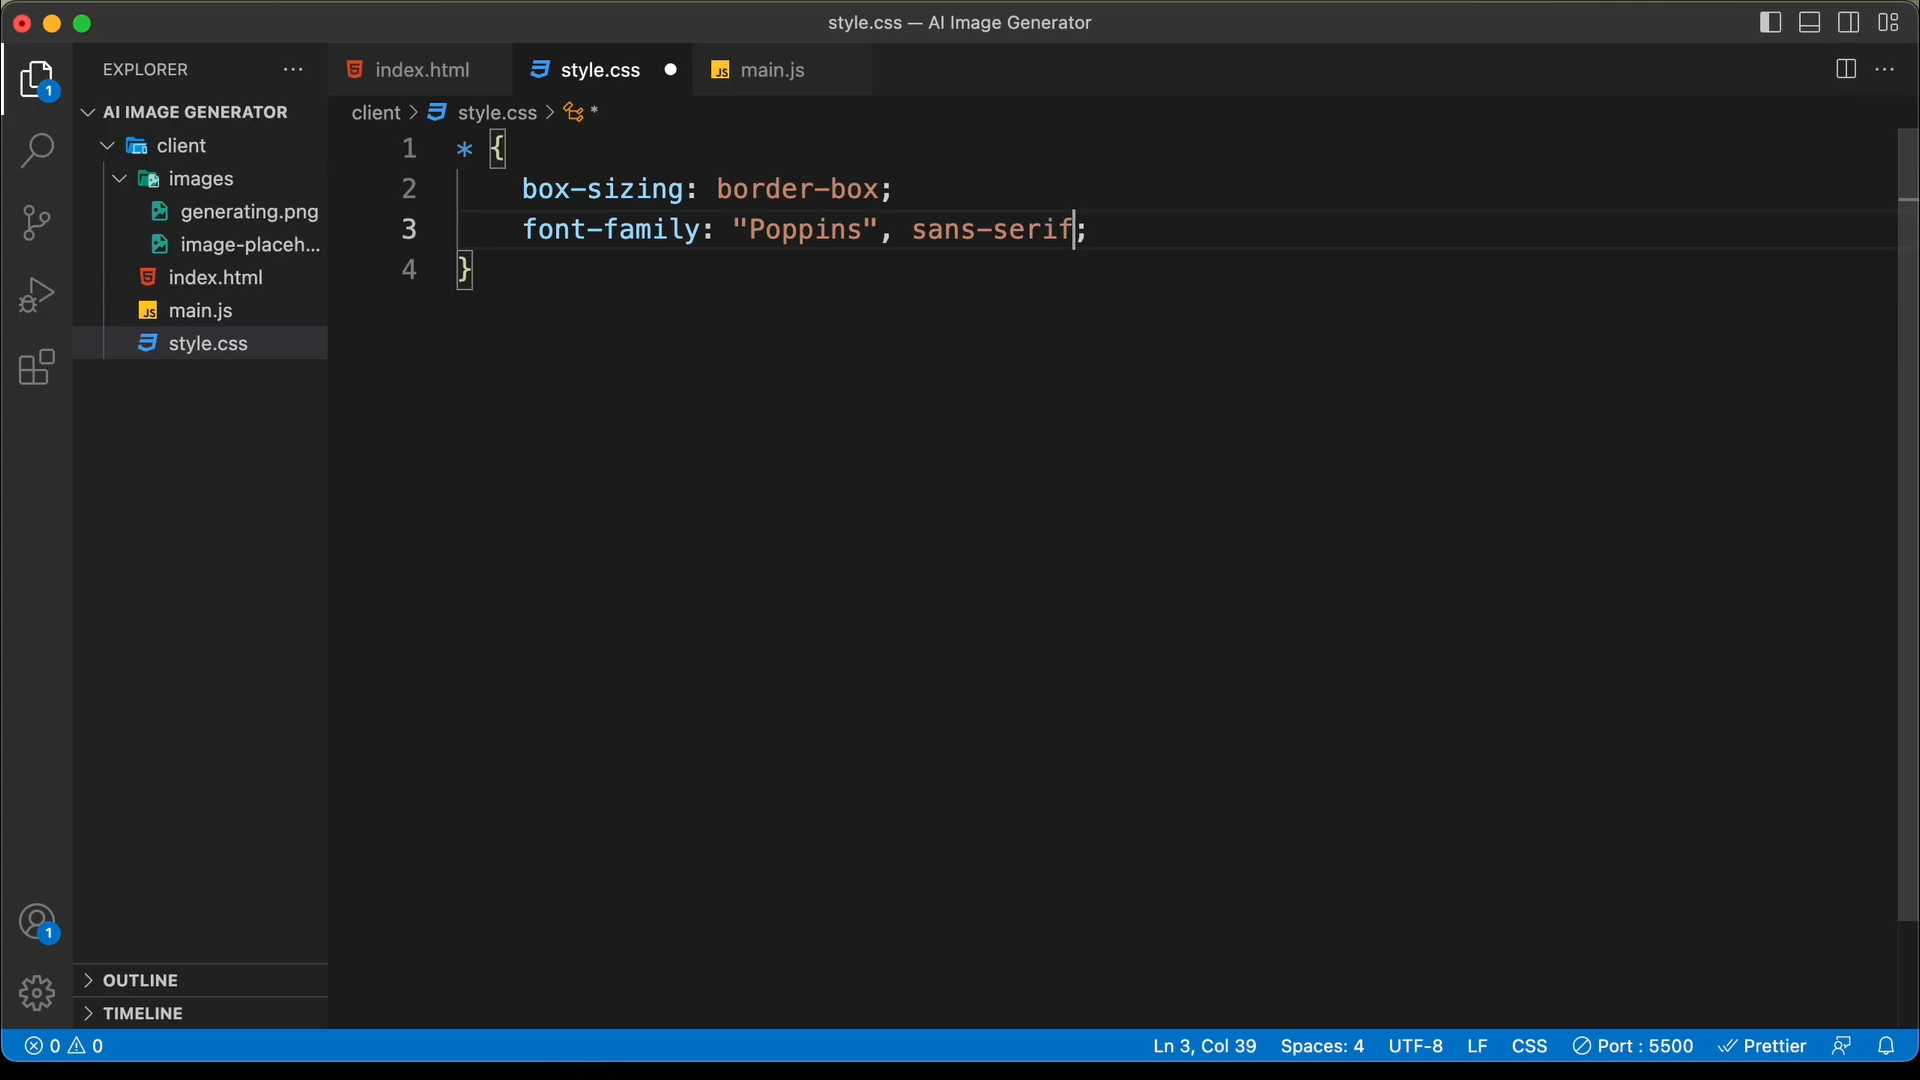 style.css — AI Image Generator
EXPLORER
index.html
style.css
main.js
AI IMAGE GENERATOR
client
images
generating.png
image-placeh...
index.html
main.js
style.css
client > style.css > *
1 * {
2 box-sizing: border-box;
3 font-family: "Poppins", sans-serif;
4 }
1
1
OUTLINE
TIMELINE
0 0 Ln 3, Col 39 Spaces: 4 UTF-8 LF CSS Port : 5500 Prettier